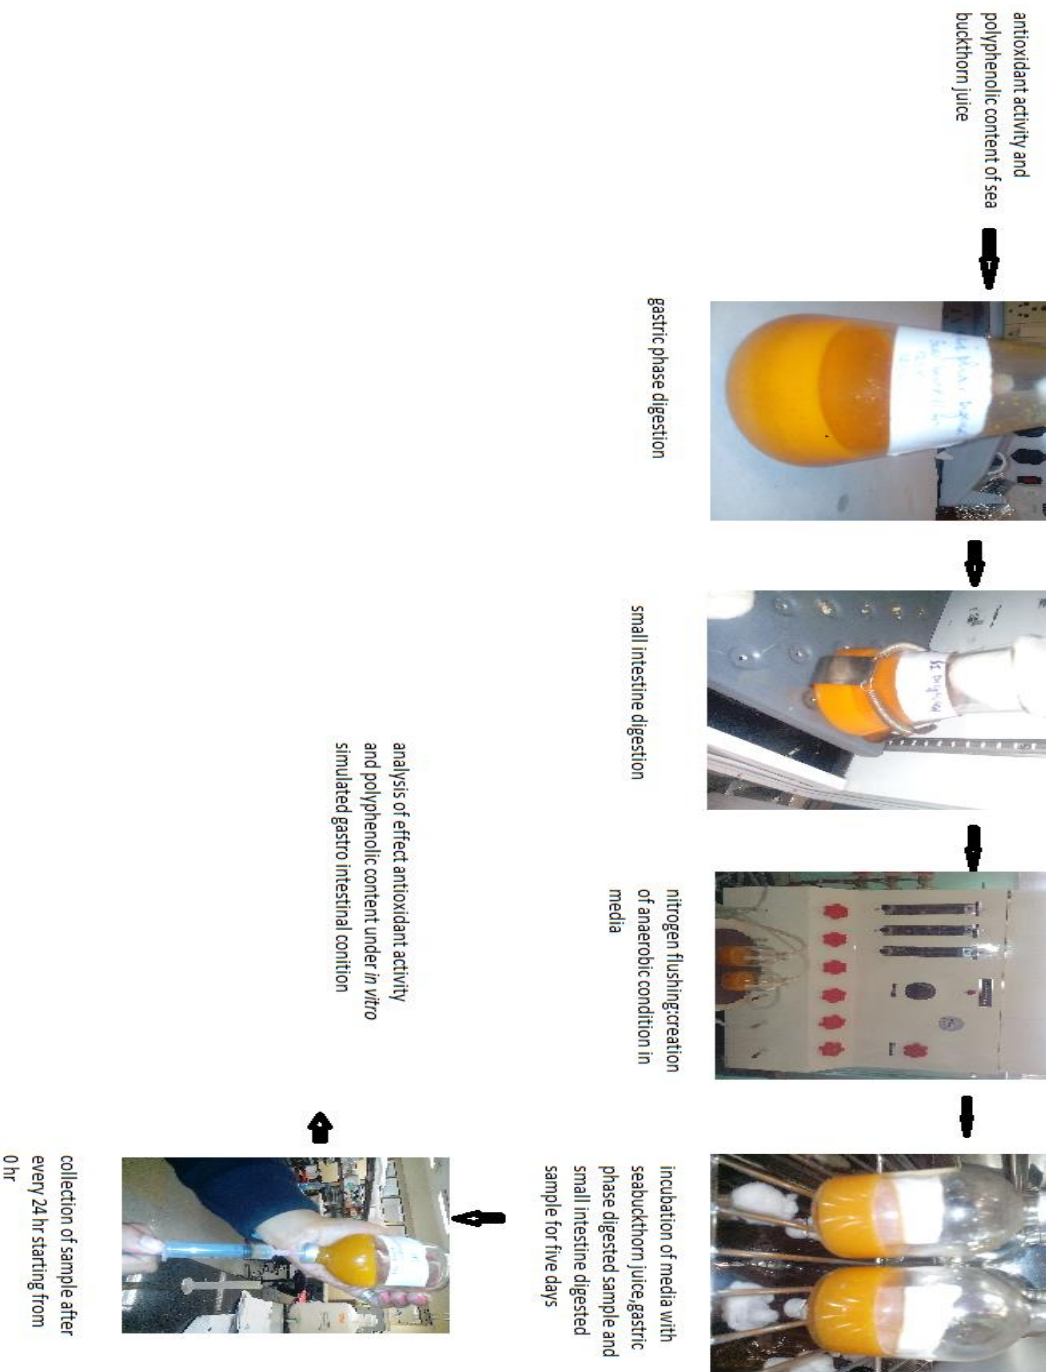 antioxidant activity and
polyphenolic content of sea
buckthorn juice
gastric phase digestion
small intestine digestion
nitrogen flushing:creation
of anaerobic condition in
media
incubation of media with
seabuckthorn juice,gastric
phase digested sample and
small intestine digested
sample for five days
collection of sample after
every 24 hr starting from
0 hr
analysis of effect antioxidant activity
and polyphenolic content under in vitro
simulated gastro intestinal conition